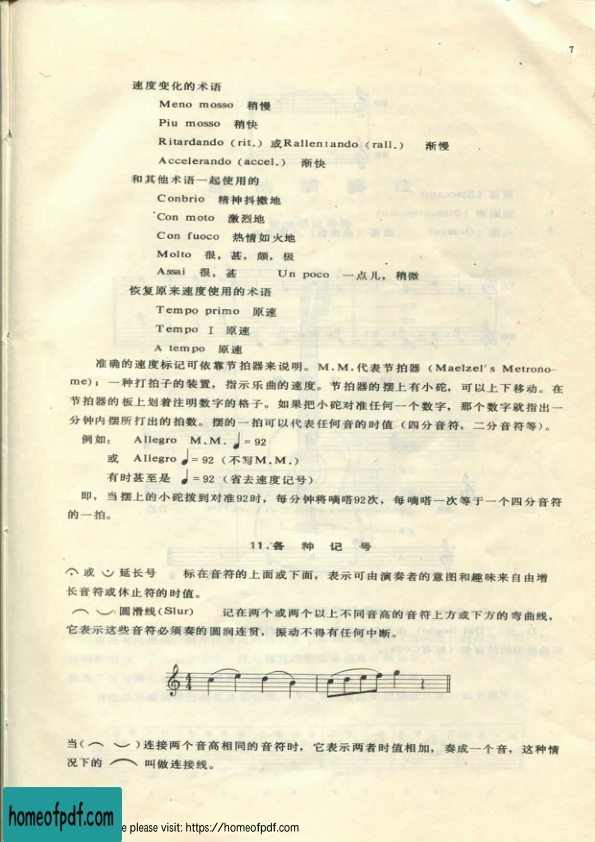 7
速度变化的术语
Meno mosso 稍慢
Piu mosso 稍快
Ritardando (rit.) 或Rallentando (rall.) 渐慢
Accelerando (accel.) 渐快
和其他术语一起使用的
Conbrio 精神抖擞地
Con moto 激烈地
Con fuoco 热情如火地
Molto 很，甚，颇，极
Assai 很，甚 Un poco 一点儿，稍微
恢复原来速度使用的术语
Tempo primo 原速
Tempo I 原速
A tempo 原速
准确的速度标记可依靠节拍器来说明。M.M.代表节拍器 (Maelzel's Metrono-
me)；一种打拍子的装置，指示乐曲的速度。节拍器的摆上有小砣，可以上下移动。在
节拍器的板上划着注明数字的格子。如果把小砣对准任何一个数字，那个数字就指出一
分钟内摆所打出的拍数。摆的一拍可以代表任何音的时值（四分音符，二分音符等）。
例如： Allegro M.M. ♩= 92
或 Allegro ♩= 92 (不写M.M.)
有时甚至是 ♩= 92 (省去速度记号)
即，当摆上的小砣拨到对准92时，每分钟将嘀嗒92次，每嘀嗒一次等于一个四分音符
的一拍。
11.各种记号
或 延长号 标在音符的上面或下面，表示可由演奏者的意图和趣味来自由增
长音符或休止符的时值。
圆滑线(Slur) 记在两个或两个以上不同音高的音符上方或下方的弯曲线，
它表示这些音符必须奏的圆润连贯，振动不得有任何中断。
4
4
当( )连接两个音高相同的音符时，它表示两者时值相加，奏成一个音，这种情
况下的 叫做连接线。
homeofpdf.com
e please visit: https://homeofpdf.com